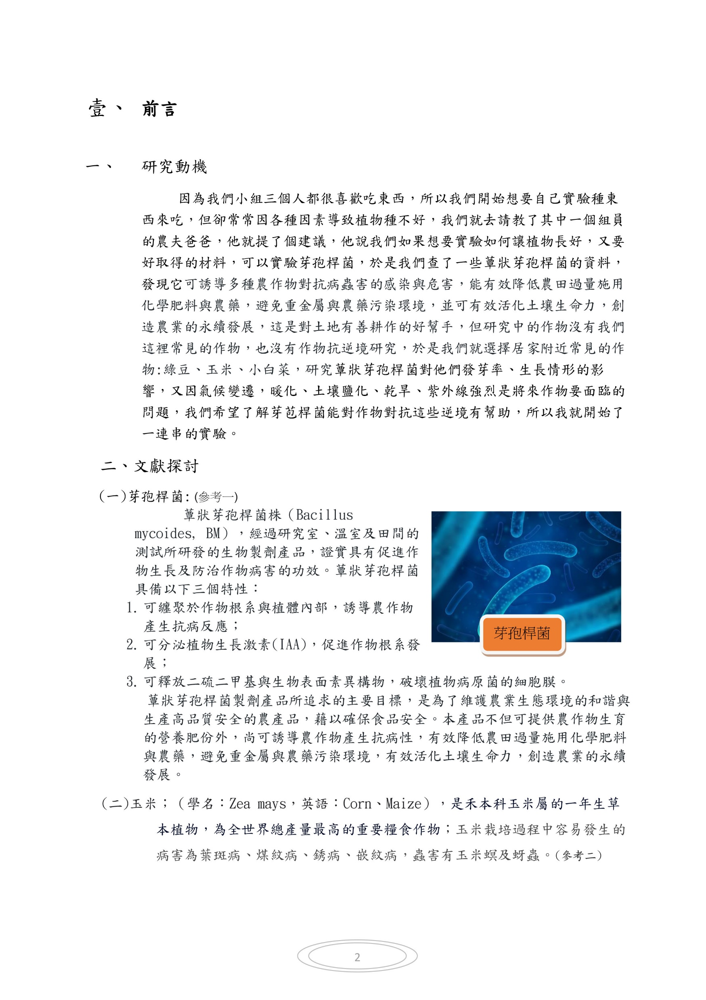 壹、 前言
一、 研究動機
因為我們小組三個人都很喜歡吃東西，所以我們開始想要自己實驗種東
西來吃，但卻常常因各種因素導致植物種不好，我們就去請教了其中一個組員
的農夫爸爸，他就提了個建議，他說我們如果想要實驗如何讓植物長好，又要
好取得的材料，可以實驗芽孢桿菌，於是我們查了一些蕈狀芽孢桿菌的資料，
發現它可誘導多種農作物對抗病蟲害的感染與危害，能有效降低農田過量施用
化學肥料與農藥，避免重金屬與農藥污染環境，並可有效活化土壤生命力，創
造農業的永續發展，這是對土地有善耕作的好幫手，但研究中的作物沒有我們
這裡常見的作物，也沒有作物抗逆境研究，於是我們就選擇居家附近常見的作
物:綠豆、玉米、小白菜，研究蕈狀芽孢桿菌對他們發芽率、生長情形的影
響，又因氣候變遷，暖化、土壤鹽化、乾旱、紫外線強烈是將來作物要面臨的
問題，我們希望了解芽苞桿菌能對作物對抗這些逆境有幫助，所以我就開始了
一連串的實驗。
二、文獻探討
(一)芽孢桿菌:(參考一)
蕈狀芽孢桿菌株（Bacillus
mycoides, BM），經過研究室、溫室及田間的
測試所研發的生物製劑產品，證實具有促進作
物生長及防治作物病害的功效。蕈狀芽孢桿菌
具備以下三個特性：
1. 可纏聚於作物根系與植體內部，誘導農作物
產生抗病反應；
2. 可分泌植物生長激素(IAA)，促進作物根系發
展；
芽孢桿菌
3. 可釋放二硫二甲基與生物表面素異構物，破壞植物病原菌的細胞膜。
蕈狀芽孢桿菌製劑產品所追求的主要目標，是為了維護農業生態環境的和諧與
生產高品質安全的農產品，藉以確保食品安全。本產品不但可提供農作物生育
的營養肥份外，尚可誘導農作物產生抗病性，有效降低農田過量施用化學肥料
與農藥，避免重金屬與農藥污染環境，有效活化土壤生命力，創造農業的永續
發展。
(二)玉米；（學名：Zea mays，英語：Corn、Maize），是禾本科玉米屬的一年生草
本植物，為全世界總產量最高的重要糧食作物；玉米栽培過程中容易發生的
病害為葉斑病、煤紋病、銹病、嵌紋病，蟲害有玉米螟及蚜蟲。(參考二)
2